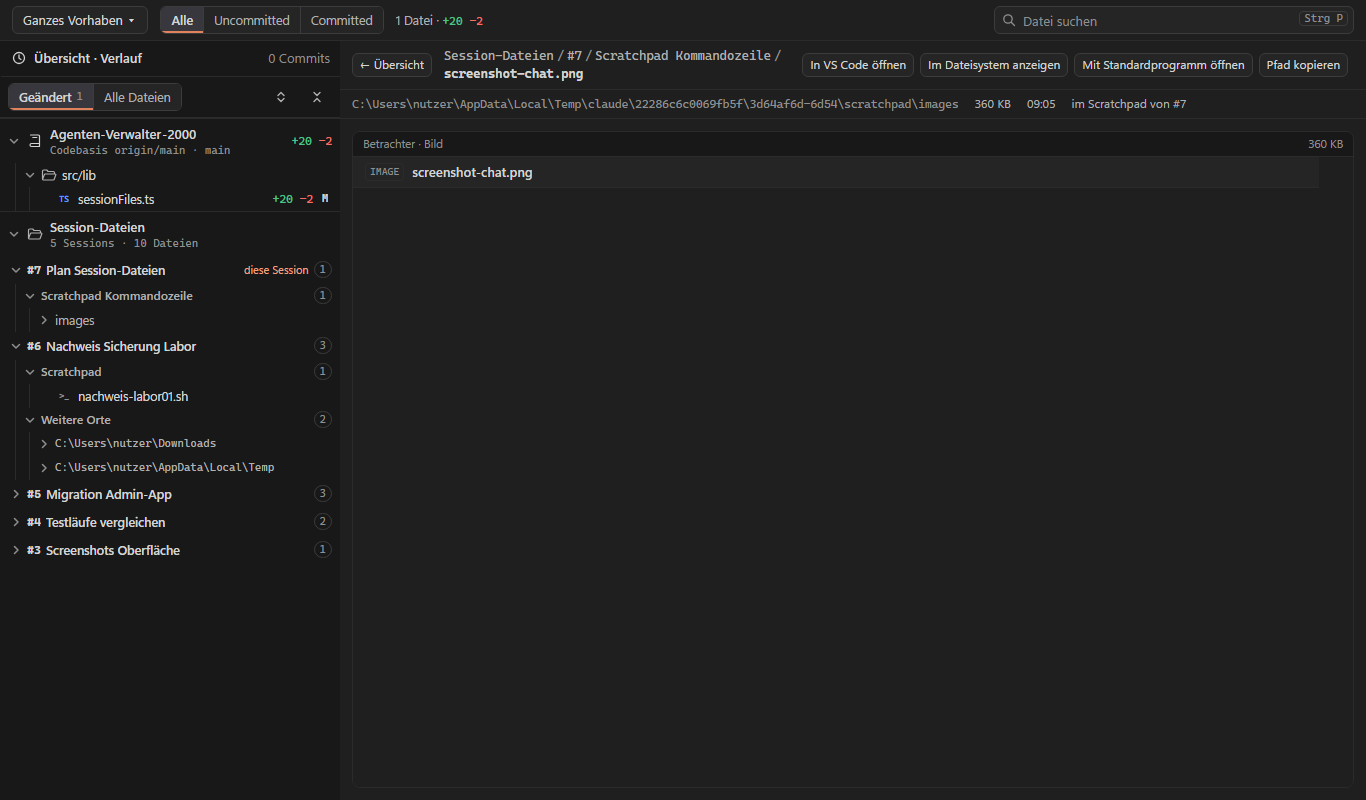 Ganzes Vorhaben
Alle Uncommitted Committed
1 Datei · +20 −2
Datei suchen Strg P
Übersicht · Verlauf 0 Commits
Geändert 1 Alle Dateien
Agenten-Verwalter-2000 +20 −2
Codebasis origin/main · main
src/lib
TS sessionFiles.ts +20 −2 M
Session-Dateien
5 Sessions · 10 Dateien
#7 Plan Session-Dateien diese Session 1
Scratchpad Kommandozeile 1
images
#6 Nachweis Sicherung Labor 3
Scratchpad 1
>_ nachweis-labor01.sh
Weitere Orte 2
C:\Users\nutzer\Downloads
C:\Users\nutzer\AppData\Local\Temp
#5 Migration Admin-App 3
#4 Testläufe vergleichen 2
#3 Screenshots Oberfläche 1
← Übersicht
Session-Dateien / #7 / Scratchpad Kommandozeile /
screenshot-chat.png
In VS Code öffnen Im Dateisystem anzeigen Mit Standardprogramm öffnen Pfad kopieren
C:\Users\nutzer\AppData\Local\Temp\claude\22286c6c0069fb5f\3d64af6d-6d54\scratchpad\images 360 KB 09:05 im Scratchpad von #7
Betrachter · Bild 360 KB
IMAGE screenshot-chat.png